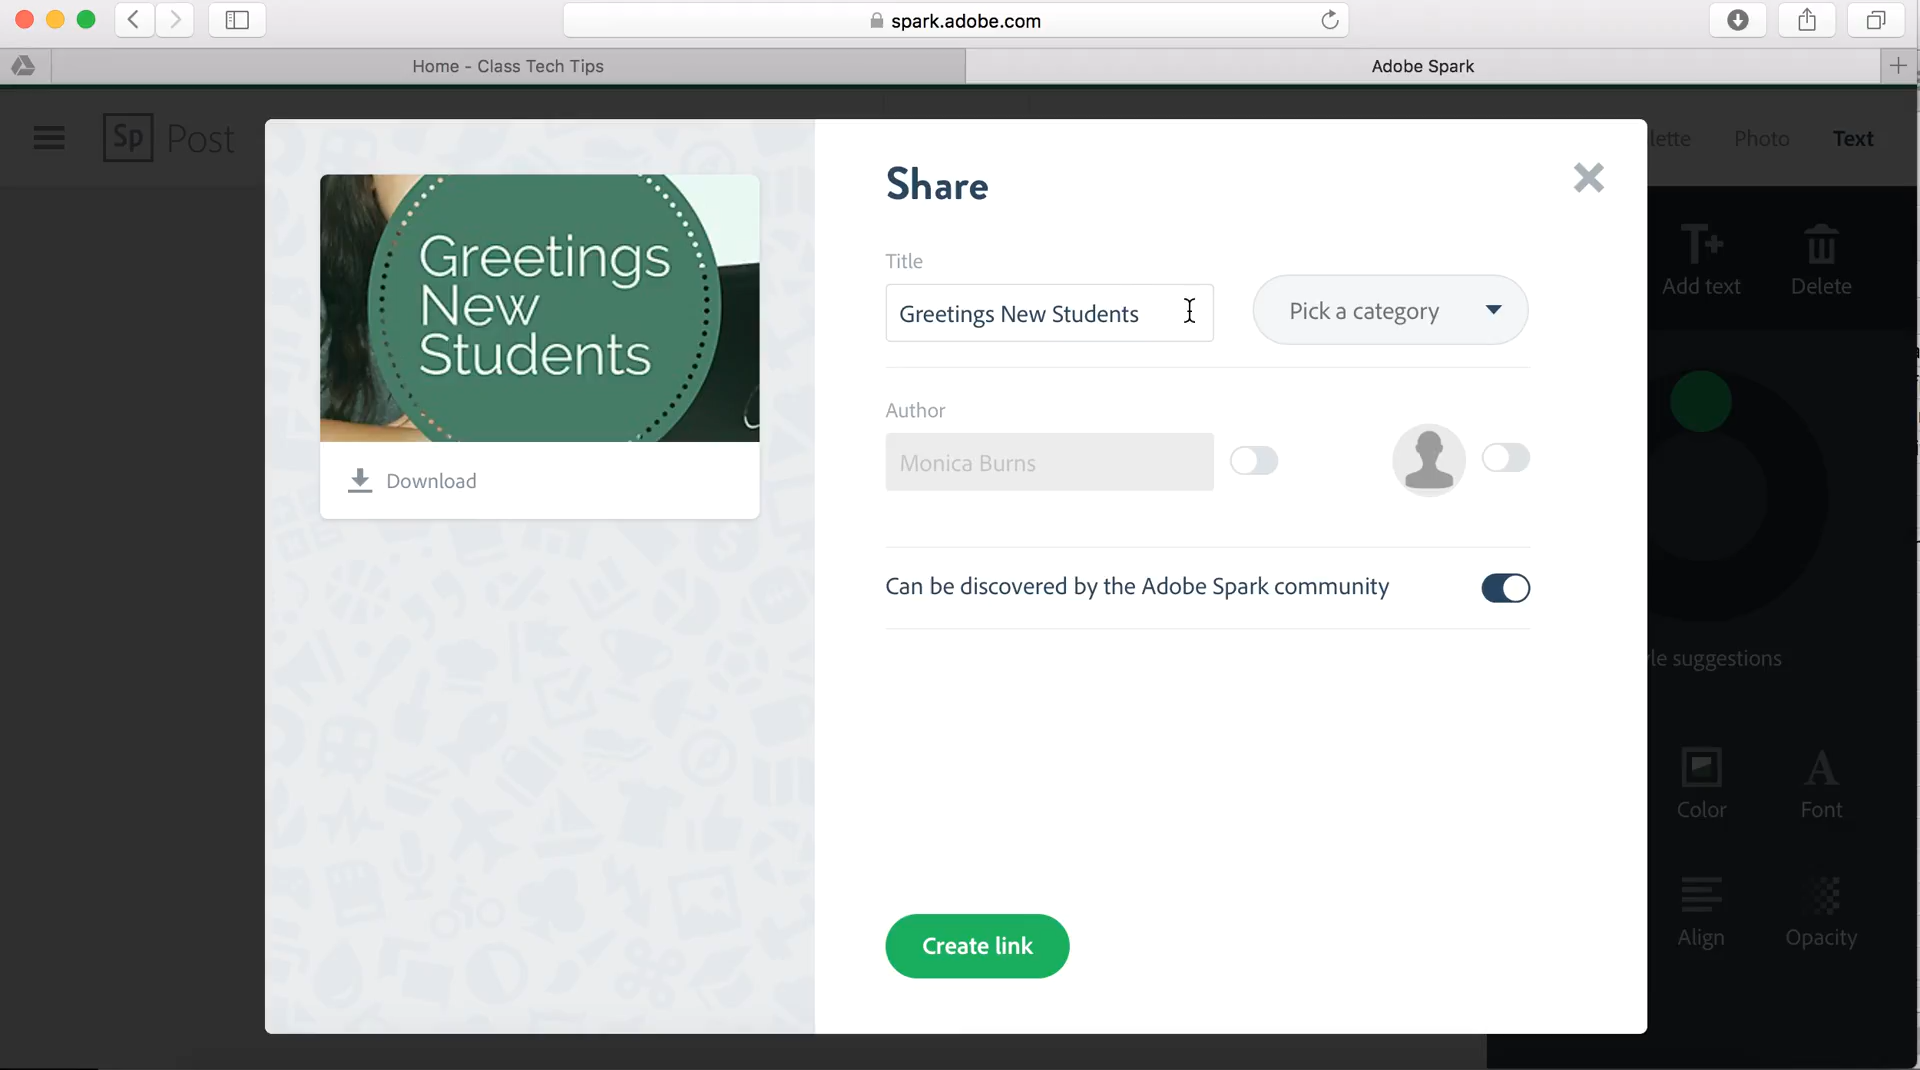 spark.adobe.com
Home - Class Tech Tips
Adobe Spark
Sp Post
lette
Photo
Text
Share
Title
Greetings New Students
Pick a category
Author
Monica Burns
Can be discovered by the Adobe Spark community
Create link
Greetings
New
Students
Download
Add text
Delete
le suggestions
Color
Font
Align
Opacity